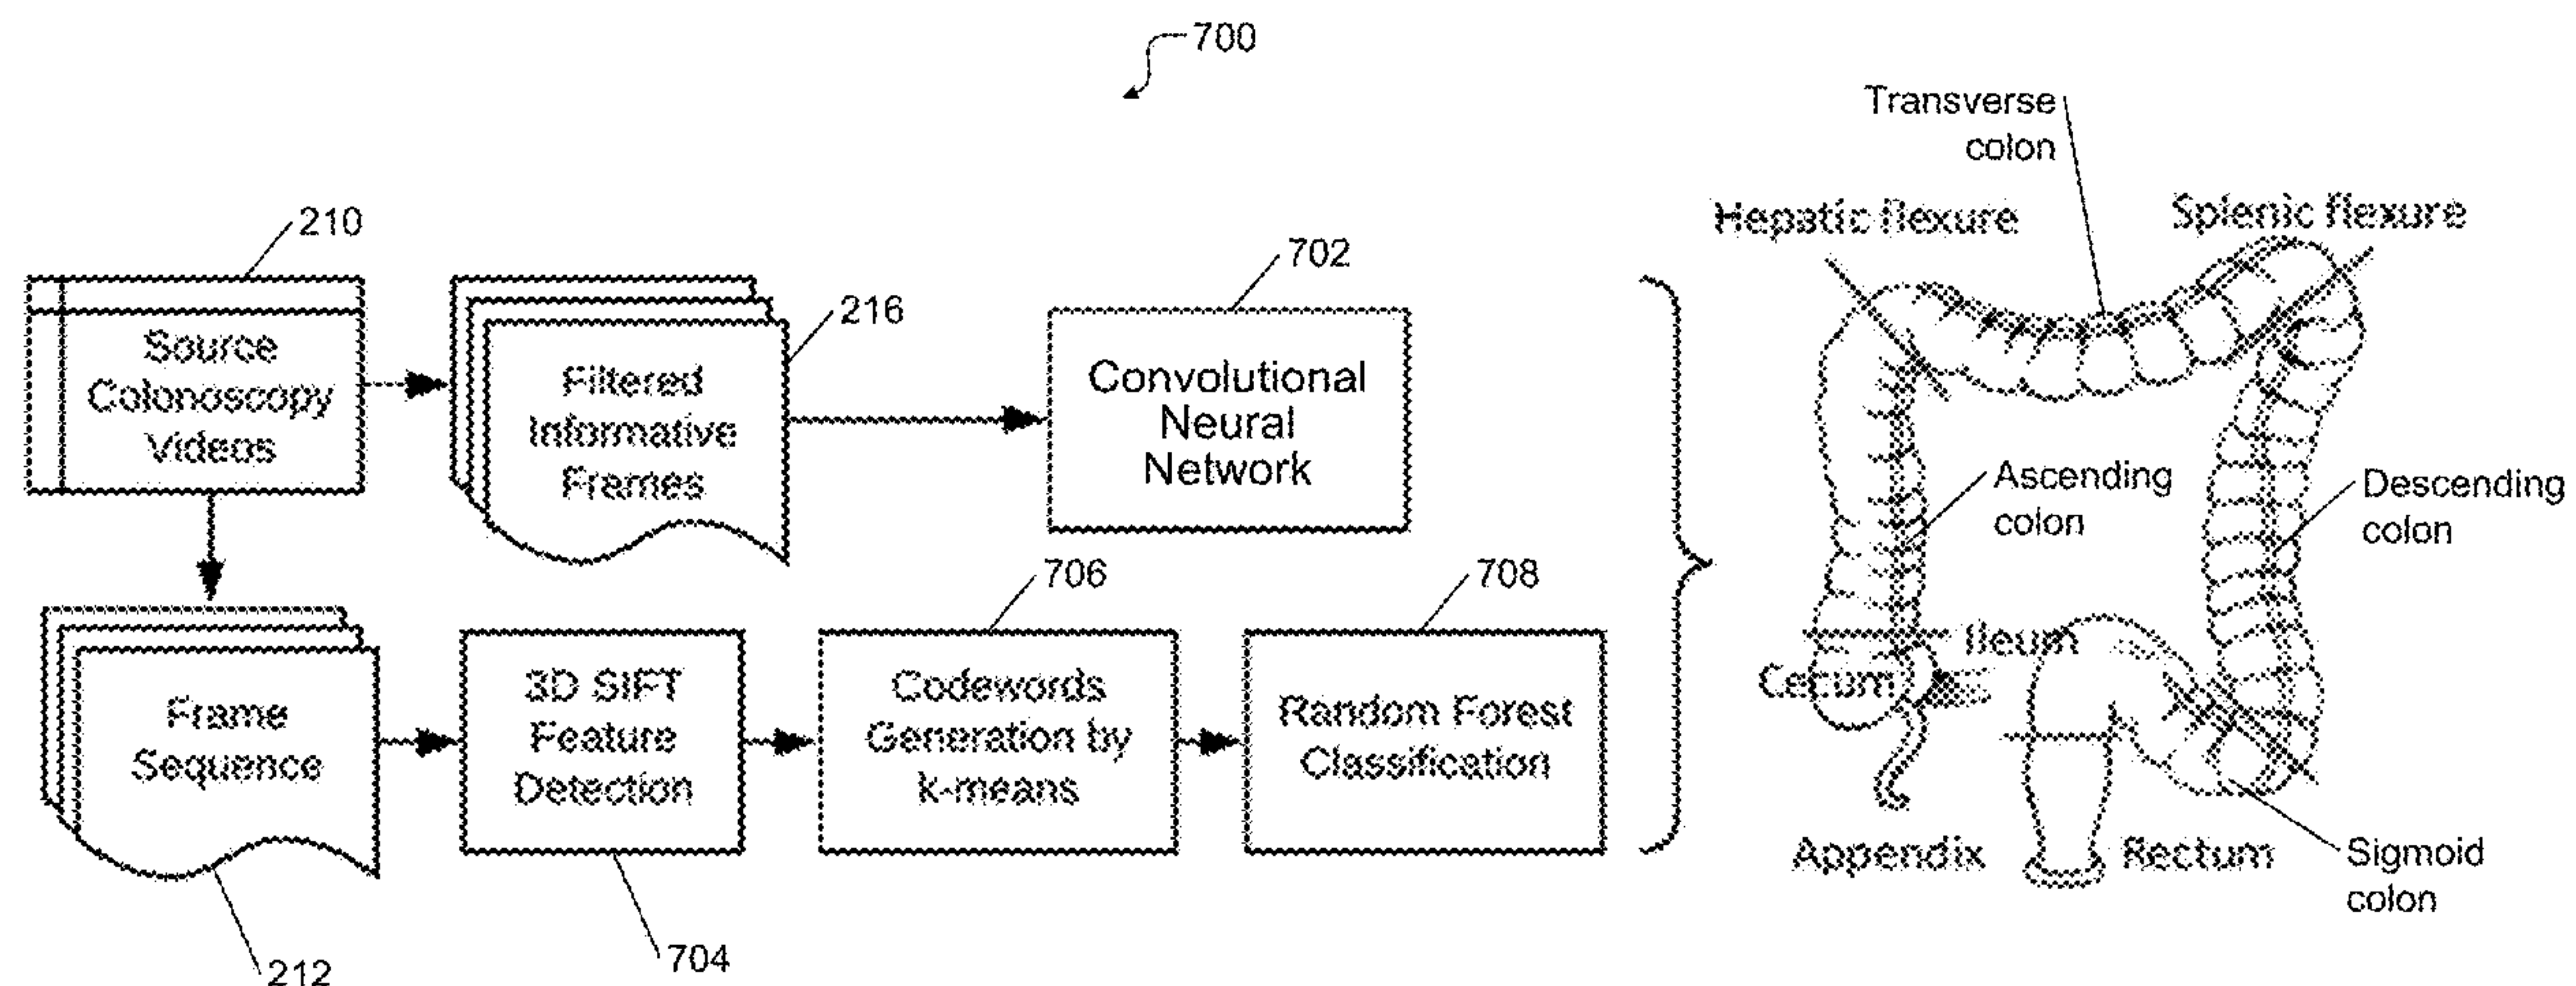 700
210
Source
Colonoscopy
Videos
216
Filtered
Informative
Frames
702
Convolutional
Neural
Network
Frame
Sequence
212
3D SIFT
Feature
Detection
704
706
Codewords
Generation by
k-means
708
Random Forest
Classification
Transverse
colon
Hepatic flexure
Splenic flexure
Ascending
colon
Descending
colon
Ileum
Cecum
Appendix
Rectum
Sigmoid
colon